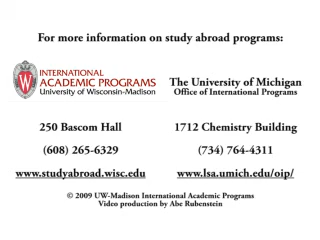 For more information on study abroad programs:
INTERNATIONAL
ACADEMIC PROGRAMS
University of Wisconsin-Madison
The University of Michigan
Office of International Programs
250 Bascom Hall
1712 Chemistry Building
(608) 265-6329
(734) 764-4311
www.studyabroad.wisc.edu
www.lsa.umich.edu/oip/
© 2009 UW-Madison International Academic Programs
Video production by Abe Rubenstein